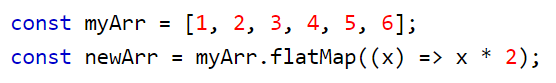 const myArr = [1, 2, 3, 4, 5, 6];
const newArr = myArr.flatMap((x) => x * 2);